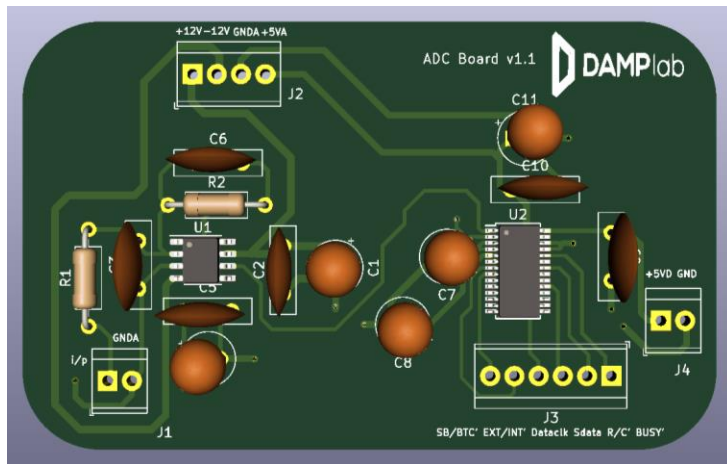 +12V-12V GNDA +5VA
J2
ADC Board v1.1
DAMPlab
C11
C6
C10
R2
U1
U2
R1
C2
C1
C7
C5
C8
GNDA
i/p
J1
+5VD GND
J4
J3
SB/BTC' EXT/INT' Dataclk Sdata R/C' BUSY'